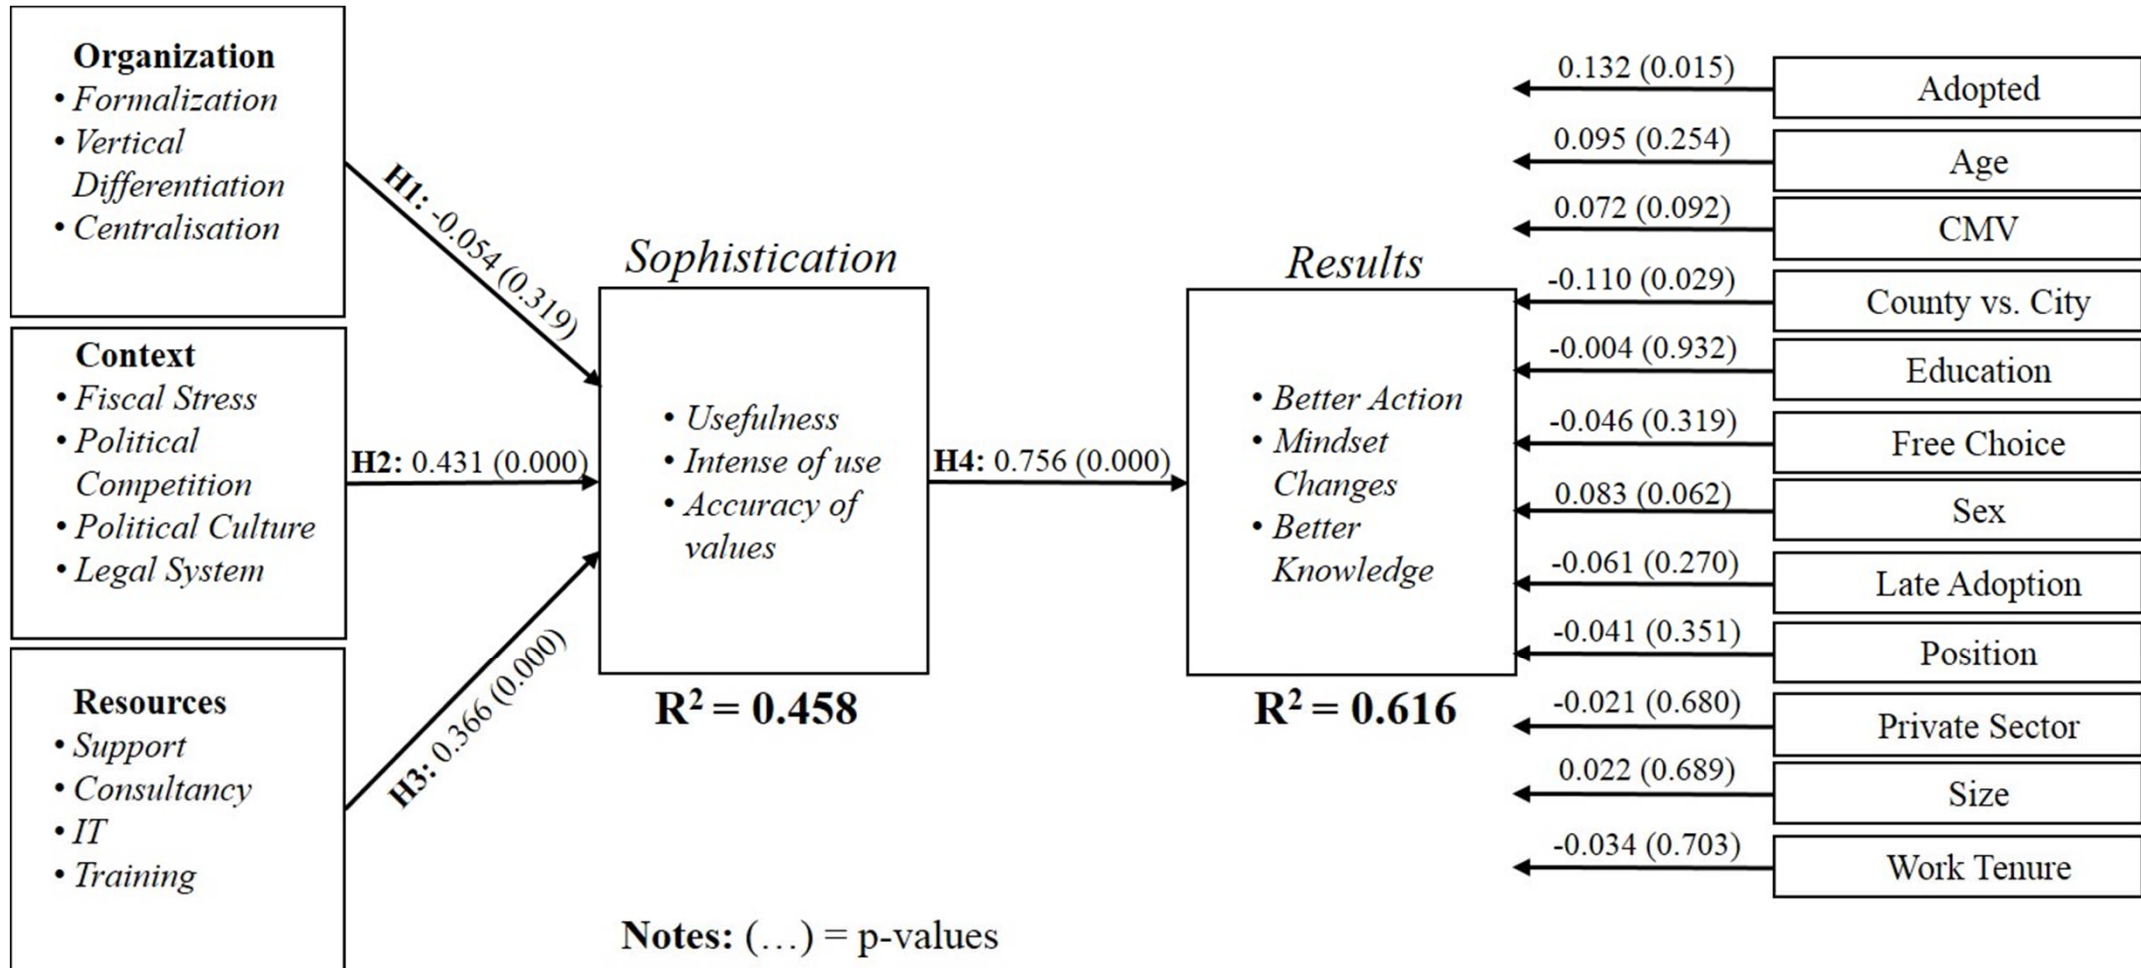 Organization
• Formalization
• Vertical
Differentiation
• Centralisation
Context
• Fiscal Stress
• Political
Competition
• Political Culture
• Legal System
Resources
• Support
• Consultancy
• IT
• Training
H1: -0.054 (0.319)
H2: 0.431 (0.000)
H3: 0.366 (0.000)
Sophistication
• Usefulness
• Intense of use
• Accuracy of
values
R² = 0.458
H4: 0.756 (0.000)
Results
• Better Action
• Mindset
Changes
• Better
Knowledge
R² = 0.616
0.132 (0.015)
Adopted
0.095 (0.254)
Age
0.072 (0.092)
CMV
-0.110 (0.029)
County vs. City
-0.004 (0.932)
Education
-0.046 (0.319)
Free Choice
0.083 (0.062)
Sex
-0.061 (0.270)
Late Adoption
-0.041 (0.351)
Position
-0.021 (0.680)
Private Sector
0.022 (0.689)
Size
-0.034 (0.703)
Work Tenure
Notes: (…) = p-values